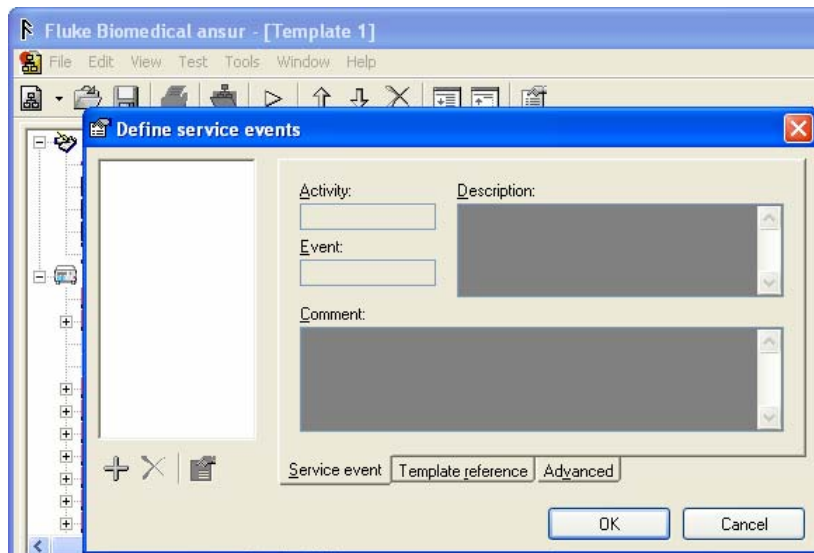 Fluke Biomedical ansur - [Template 1]
File Edit View Test Tools Window Help
Define service events
Activity:
Description:
Event:
Comment:
Service event Template reference Advanced
OK Cancel